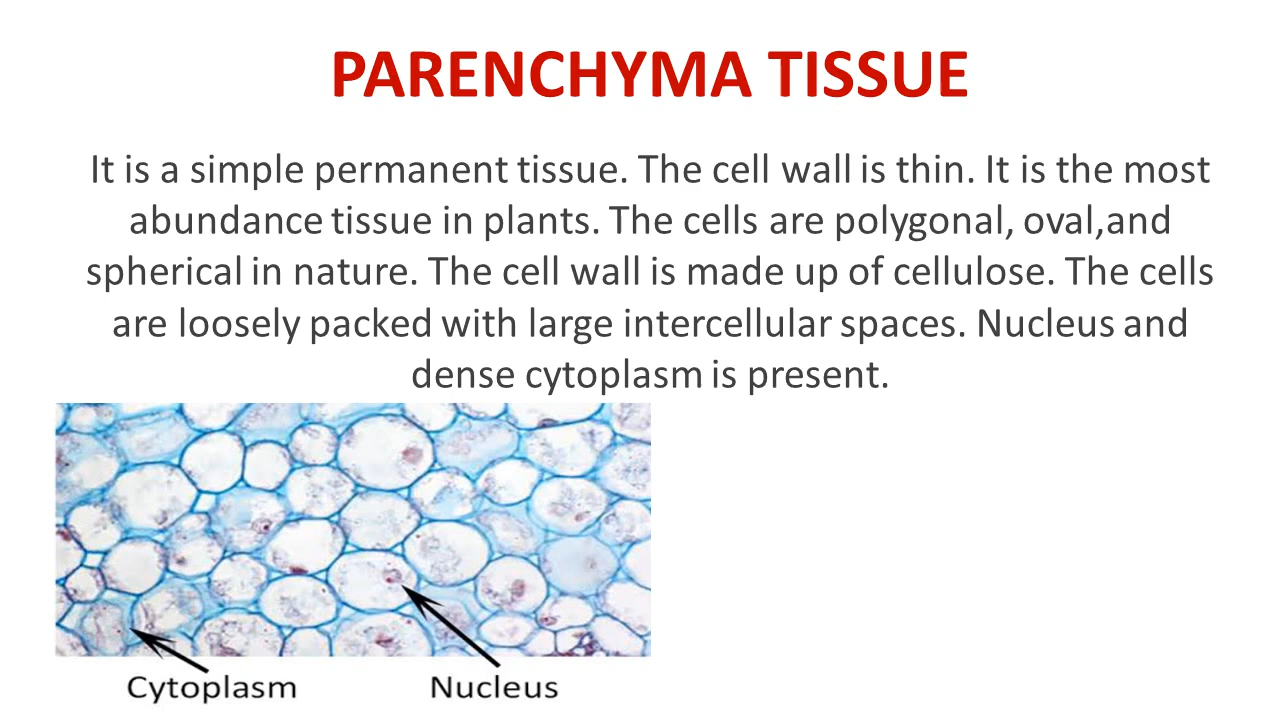 PARENCHYMA TISSUE
It is a simple permanent tissue. The cell wall is thin. It is the most
abundance tissue in plants. The cells are polygonal, oval,and
spherical in nature. The cell wall is made up of cellulose. The cells
are loosely packed with large intercellular spaces. Nucleus and
dense cytoplasm is present.
Cytoplasm
Nucleus